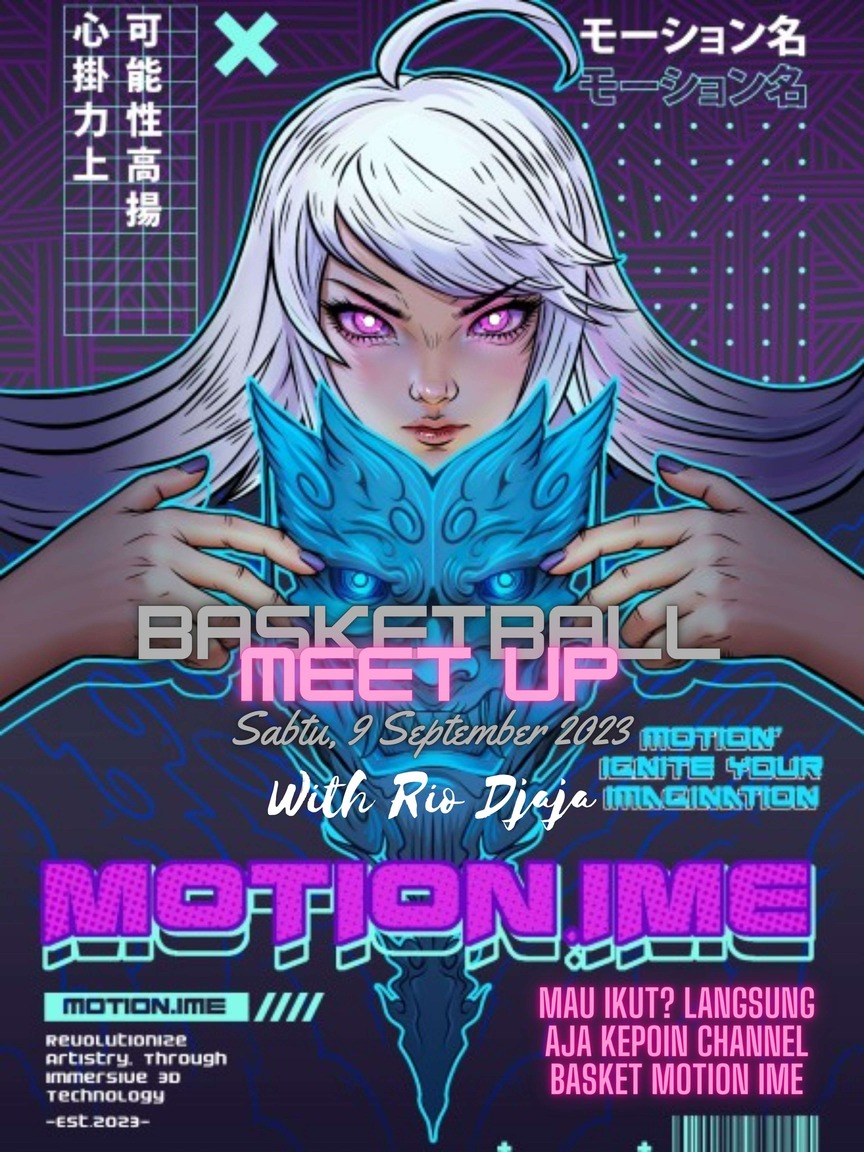 可能性高揚
心掛力上
モーション名
モーション名
BASKETBALL
MEET UP
Sabtu, 9 September 2023
With Rio Djaja
MOTION'
IGNITE YOUR
IMAGINATION
MOTION.IME
MOTION.IME
Revolutionize
Artistry, Through
Immersive 3D
Technology
-Est.2023-
MAU IKUT? LANGSUNG
AJA KEPOIN CHANNEL
BASKET MOTION IME